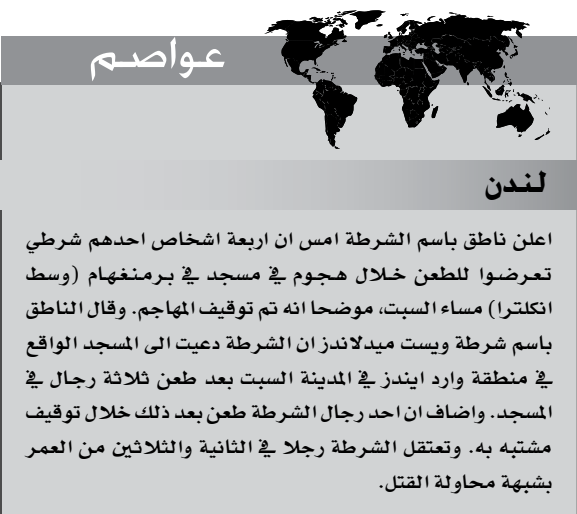 عواصم
لندن
اعلن ناطق باسم الشرطة امس ان اربعة اشخاص احدهم شرطي
تعرضوا للطعن خلال هجوم في مسجد في برمنغهام (وسط
انكلترا) مساء السبت، موضحا انه تم توقيف المهاجم. وقال الناطق
باسم شرطة ويست ميدلاندز ان الشرطة دعيت الى المسجد الواقع
في منطقة وارد ايندز في المدينة السبت بعد طعن ثلاثة رجال في
المسجد. واضاف ان احد رجال الشرطة طعن بعد ذلك خلال توقيف
مشتبه به. وتعتقل الشرطة رجلا في الثانية والثلاثين من العمر
بشبهة محاولة القتل.